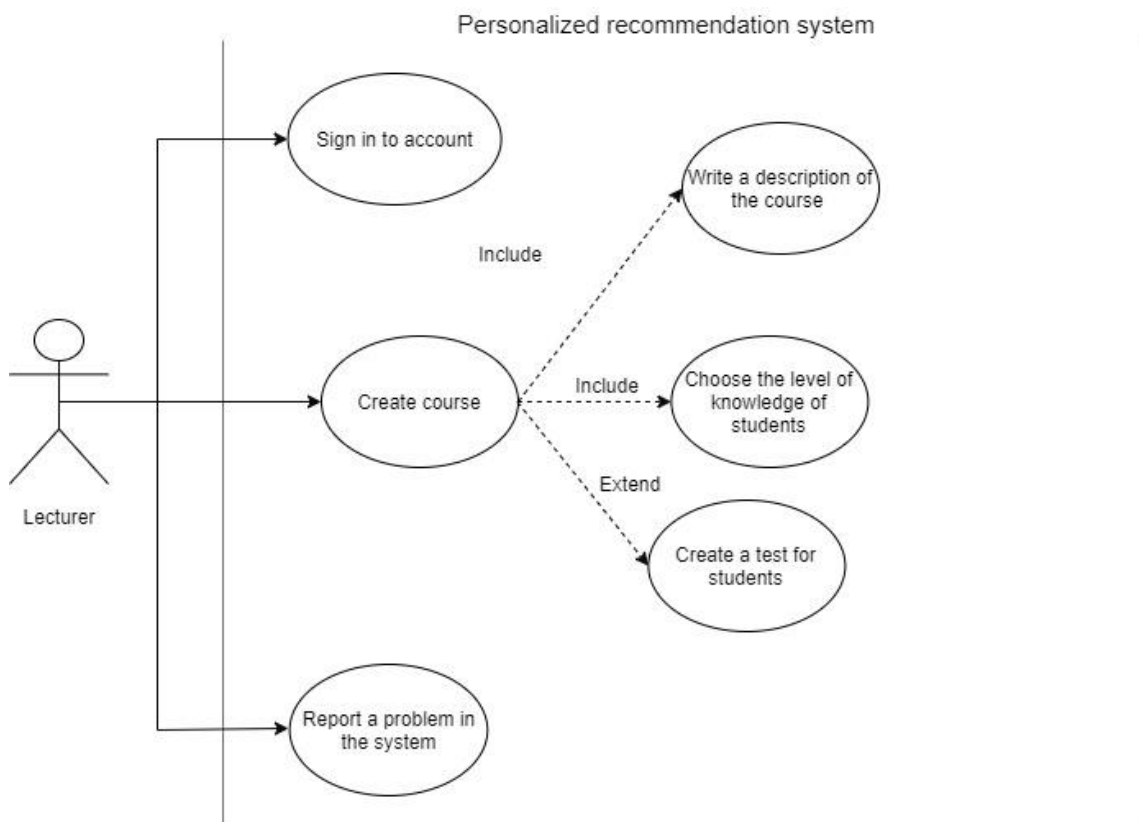 Personalized recommendation system
Sign in to account
Write a description of
the course
Include
Create course
Include
Choose the level of
knowledge of
students
Extend
Create a test for
students
Lecturer
Report a problem in
the system